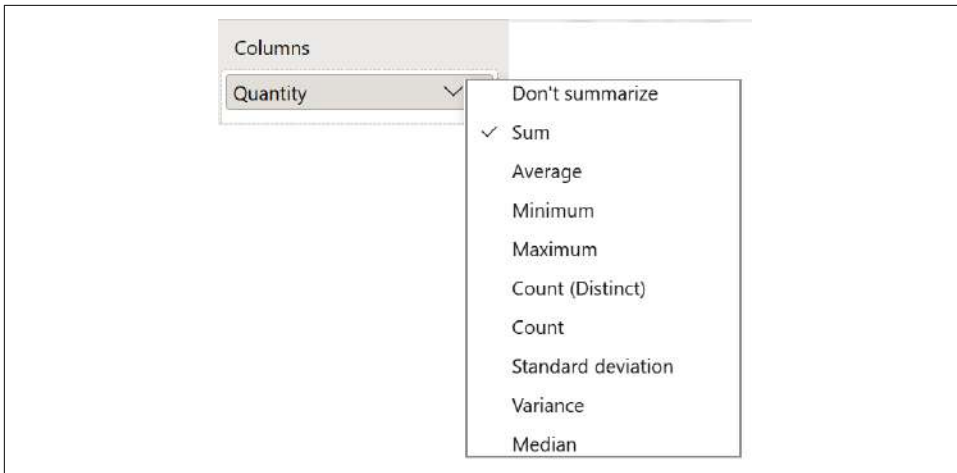 Columns
Quantity
Don't summarize
Sum
Average
Minimum
Maximum
Count (Distinct)
Count
Standard deviation
Variance
Median